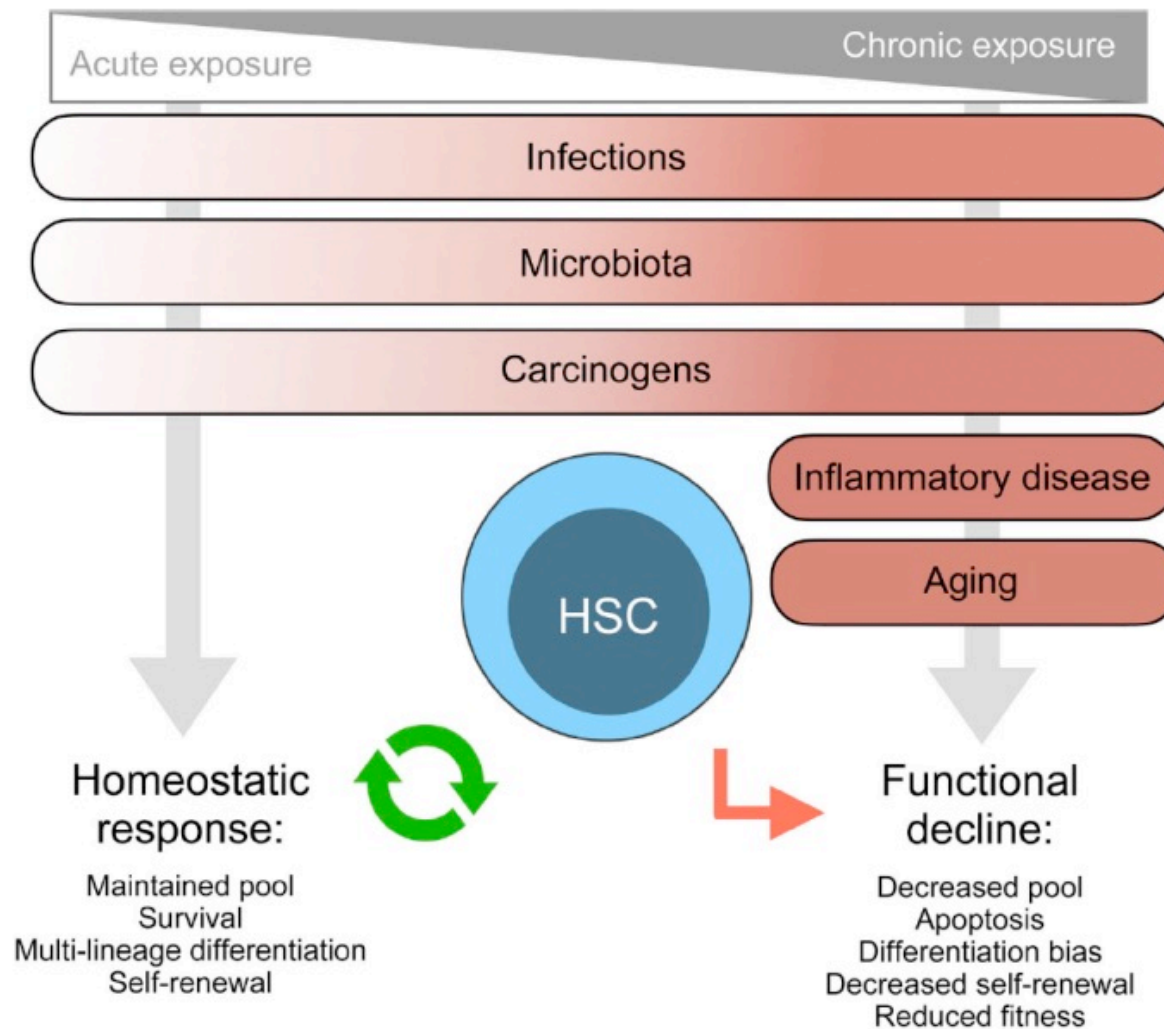 Acute exposure
Chronic exposure
Infections
Microbiota
Carcinogens
Inflammatory disease
Aging
HSC
Homeostatic
response:
Maintained pool
Survival
Multi-lineage differentiation
Self-renewal
Functional
decline:
Decreased pool
Apoptosis
Differentiation bias
Decreased self-renewal
Reduced fitness